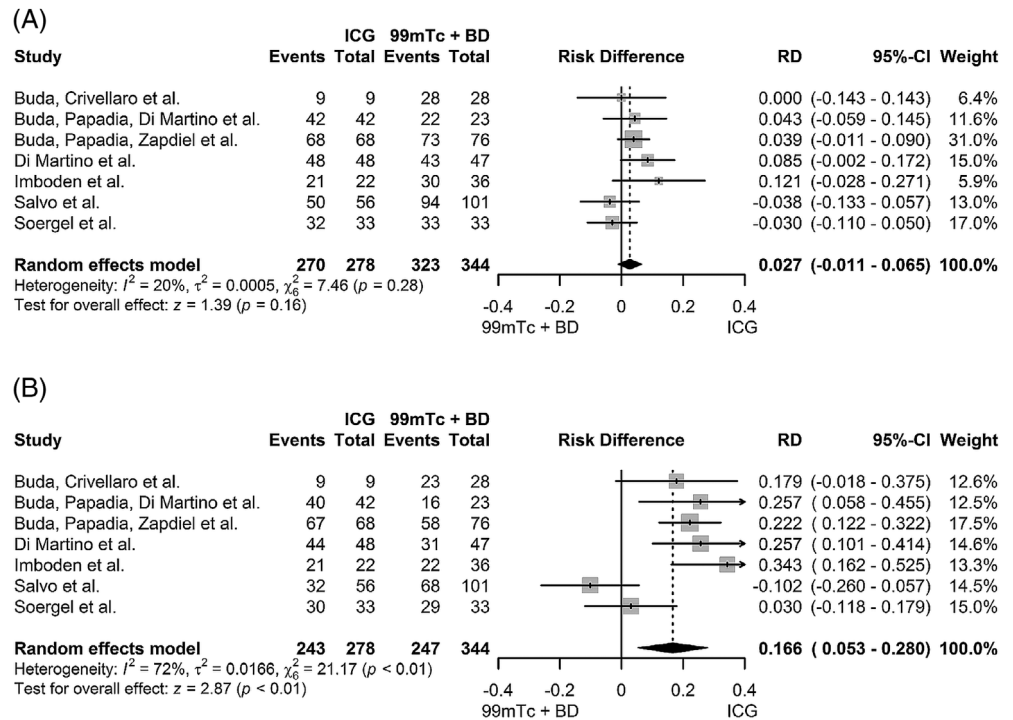 (A)
ICG 99mTc + BD
Study Events Total Events Total Risk Difference RD 95%-CI Weight
Buda, Crivellaro et al. 9 9 28 28 0.000 (-0.143 - 0.143) 6.4%
Buda, Papadia, Di Martino et al. 42 42 22 23 0.043 (-0.059 - 0.145) 11.6%
Buda, Papadia, Zapdiel et al. 68 68 73 76 0.039 (-0.011 - 0.090) 31.0%
Di Martino et al. 48 48 43 47 0.085 (-0.002 - 0.172) 15.0%
Imboden et al. 21 22 30 36 0.121 (-0.028 - 0.271) 5.9%
Salvo et al. 50 56 94 101 -0.038 (-0.133 - 0.057) 13.0%
Soergel et al. 32 33 33 33 -0.030 (-0.110 - 0.050) 17.0%
Random effects model 270 278 323 344 0.027 (-0.011 - 0.065) 100.0%
Heterogeneity: I² = 20%, τ² = 0.0005, χ²₆ = 7.46 (p = 0.28)
Test for overall effect: z = 1.39 (p = 0.16)
-0.4 -0.2 0 0.2 0.4
99mTc + BD ICG
(B)
ICG 99mTc + BD
Study Events Total Events Total Risk Difference RD 95%-CI Weight
Buda, Crivellaro et al. 9 9 23 28 0.179 (-0.018 - 0.375) 12.6%
Buda, Papadia, Di Martino et al. 40 42 16 23 0.257 ( 0.058 - 0.455) 12.5%
Buda, Papadia, Zapdiel et al. 67 68 58 76 0.222 ( 0.122 - 0.322) 17.5%
Di Martino et al. 44 48 31 47 0.257 ( 0.101 - 0.414) 14.6%
Imboden et al. 21 22 22 36 0.343 ( 0.162 - 0.525) 13.3%
Salvo et al. 32 56 68 101 -0.102 (-0.260 - 0.057) 14.5%
Soergel et al. 30 33 29 33 0.030 (-0.118 - 0.179) 15.0%
Random effects model 243 278 247 344 0.166 ( 0.053 - 0.280) 100.0%
Heterogeneity: I² = 72%, τ² = 0.0166, χ²₆ = 21.17 (p < 0.01)
Test for overall effect: z = 2.87 (p < 0.01)
-0.4 -0.2 0 0.2 0.4
99mTc + BD ICG